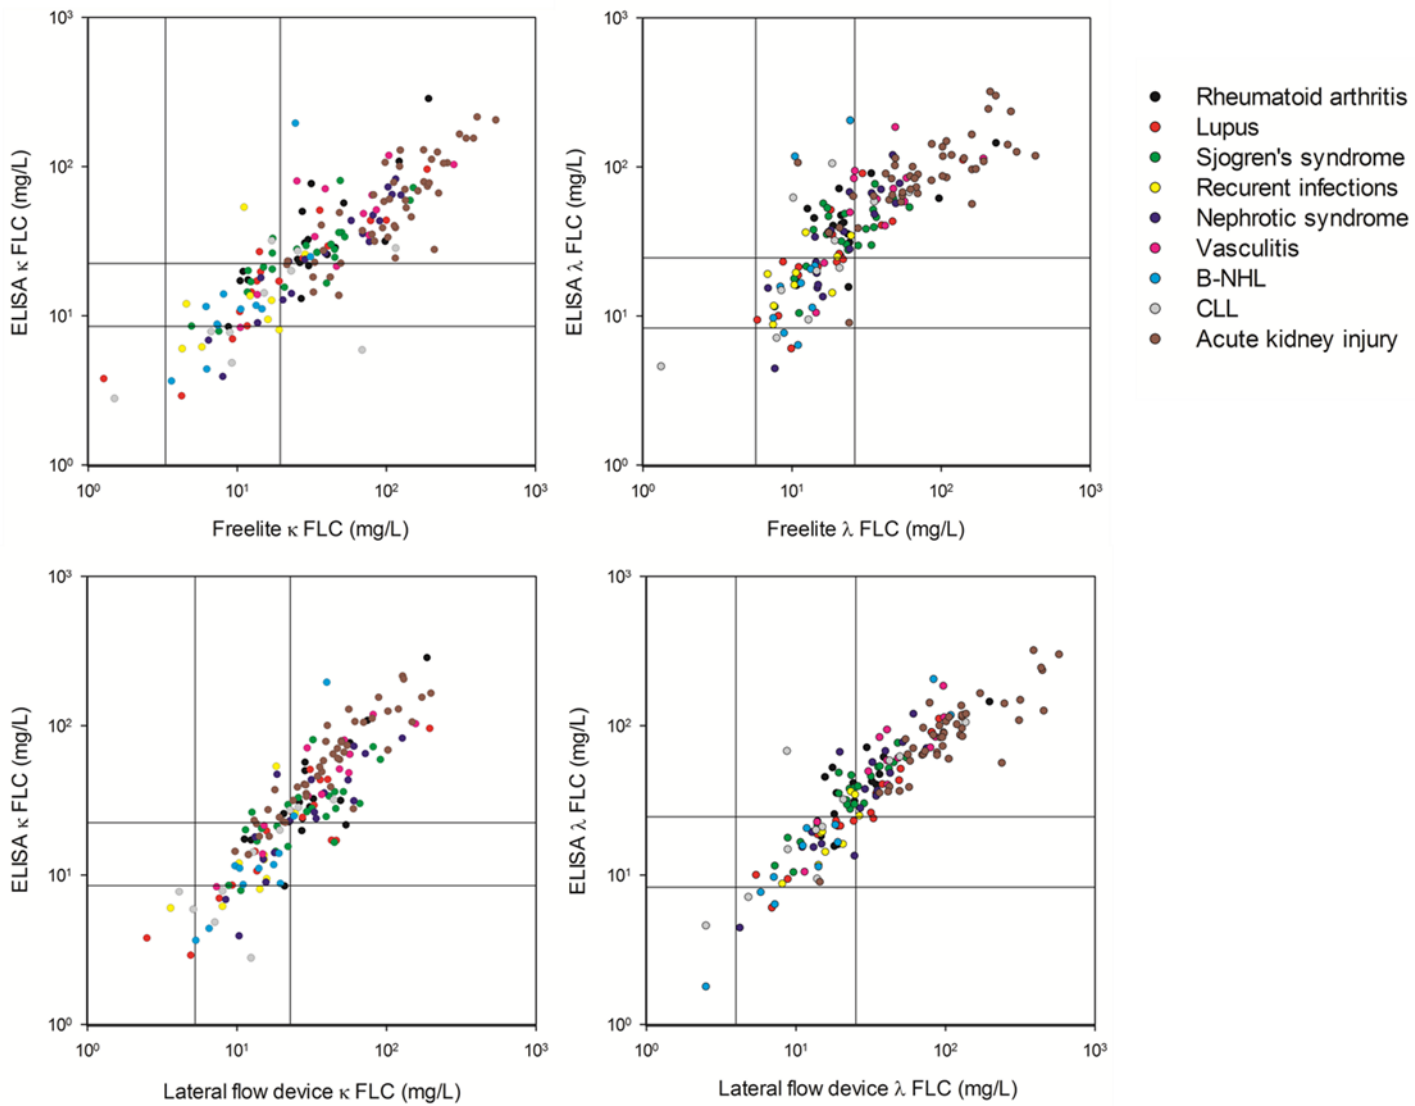 10³
10²
10¹
10⁰
ELISA κ FLC (mg/L)
10⁰ 10¹ 10² 10³
Freelite κ FLC (mg/L)
10³
10²
10¹
10⁰
ELISA λ FLC (mg/L)
10⁰ 10¹ 10² 10³
Freelite λ FLC (mg/L)
Rheumatoid arthritis
Lupus
Sjogren's syndrome
Recurent infections
Nephrotic syndrome
Vasculitis
B-NHL
CLL
Acute kidney injury
10³
10²
10¹
10⁰
ELISA κ FLC (mg/L)
10⁰ 10¹ 10² 10³
Lateral flow device κ FLC (mg/L)
10³
10²
10¹
10⁰
ELISA λ FLC (mg/L)
10⁰ 10¹ 10² 10³
Lateral flow device λ FLC (mg/L)